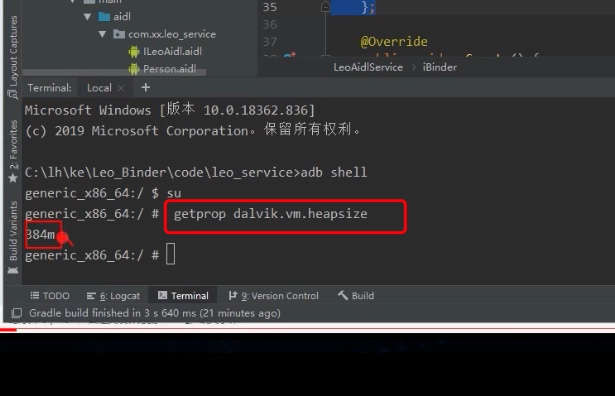 main
aidl
com.xx.leo_service
ILeoAidl.aidl
Person.aidl
35
36
37
38
};
@Override
LeoAidlService > iBinder
Layout Captures
2: Favorites
Build Variants
Terminal: Local × +
Microsoft Windows [版本 10.0.18362.836]
(c) 2019 Microsoft Corporation。保留所有权利。
C:\lh\ke\Leo_Binder\code\leo_service>adb shell
generic_x86_64:/ $ su
generic_x86_64:/ # getprop dalvik.vm.heapsize
384m
generic_x86_64:/ #
TODO 6: Logcat Terminal 9: Version Control Build
Gradle build finished in 3 s 640 ms (21 minutes ago)